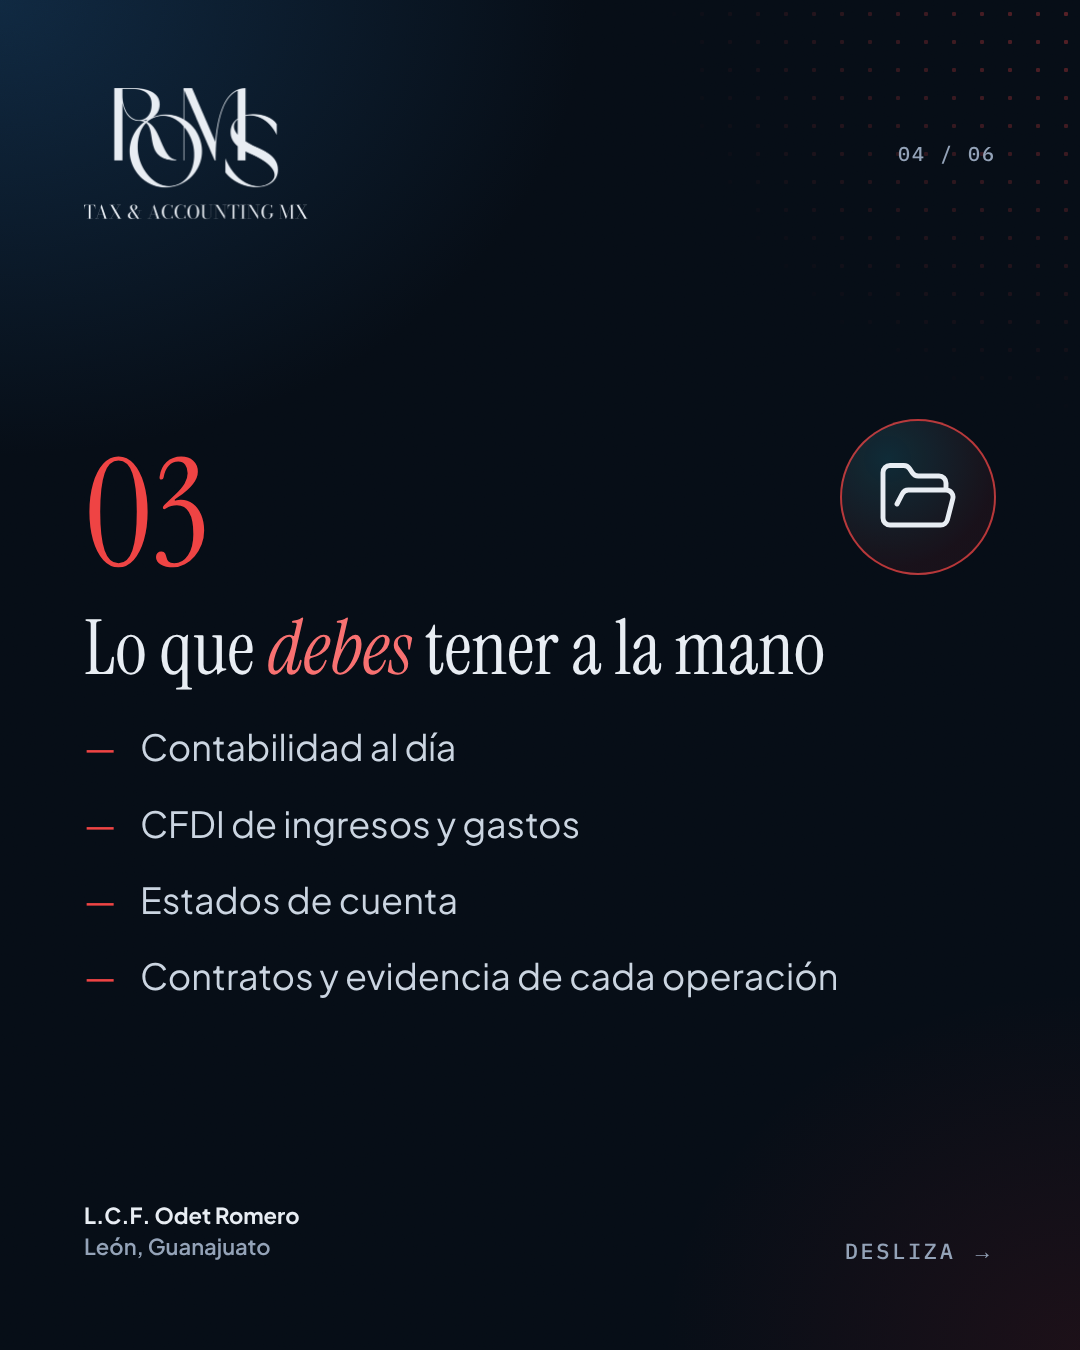 ROMS
TAX & ACCOUNTING MX
04 / 06
03
Lo que debes tener a la mano
— Contabilidad al día
— CFDI de ingresos y gastos
— Estados de cuenta
— Contratos y evidencia de cada operación
L.C.F. Odet Romero
León, Guanajuato
DESLIZA →